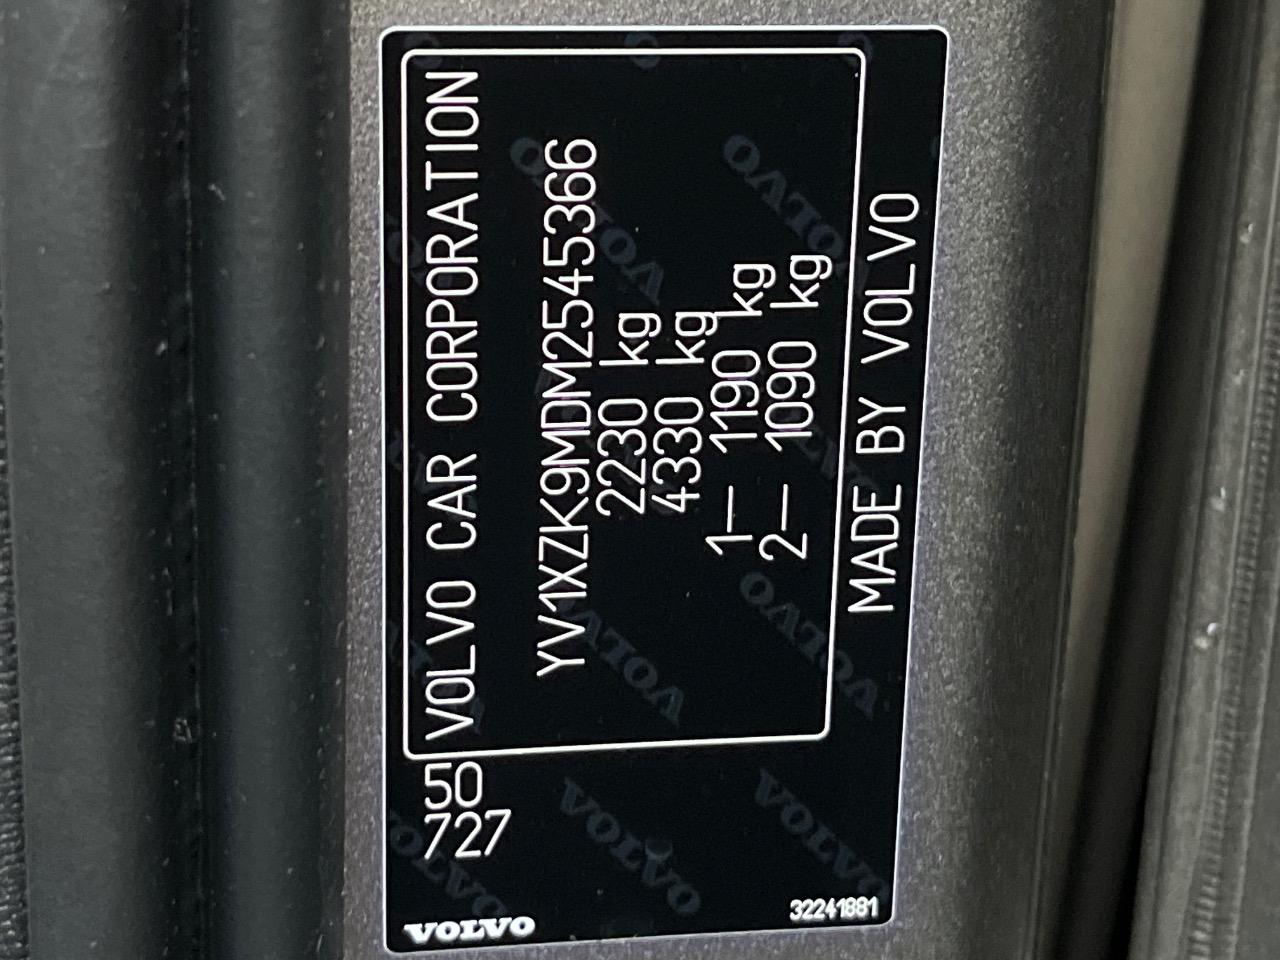 VOLVO CAR CORPORATION
YV1XZK9MDM2545366
2230 kg
4330 kg
1— 1190 kg
2— 1090 kg
MADE BY VOLVO
50
727
VOLVO
32241881